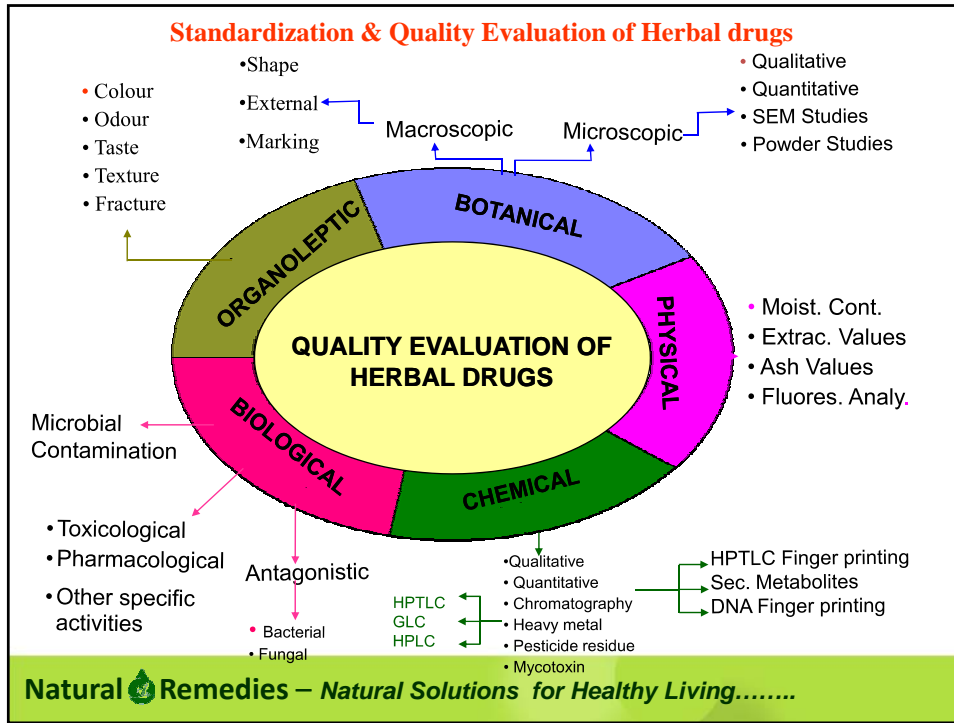 Standardization & Quality Evaluation of Herbal drugs
• Colour
• Odour
• Taste
• Texture
• Fracture
•Shape
•External
•Marking
Macroscopic
Microscopic
• Qualitative
• Quantitative
• SEM Studies
• Powder Studies
ORGANOLEPTIC
BOTANICAL
PHYSICAL
• Moist. Cont.
• Extrac. Values
• Ash Values
• Fluores. Analy.
QUALITY EVALUATION OF
HERBAL DRUGS
BIOLOGICAL
CHEMICAL
Microbial
Contamination
• Toxicological
• Pharmacological
• Other specific
activities
Antagonistic
• Bacterial
• Fungal
HPTLC
GLC
HPLC
•Qualitative
• Quantitative
• Chromatography
• Heavy metal
• Pesticide residue
• Mycotoxin
HPTLC Finger printing
Sec. Metabolites
DNA Finger printing
Natural Remedies – Natural Solutions for Healthy Living……..